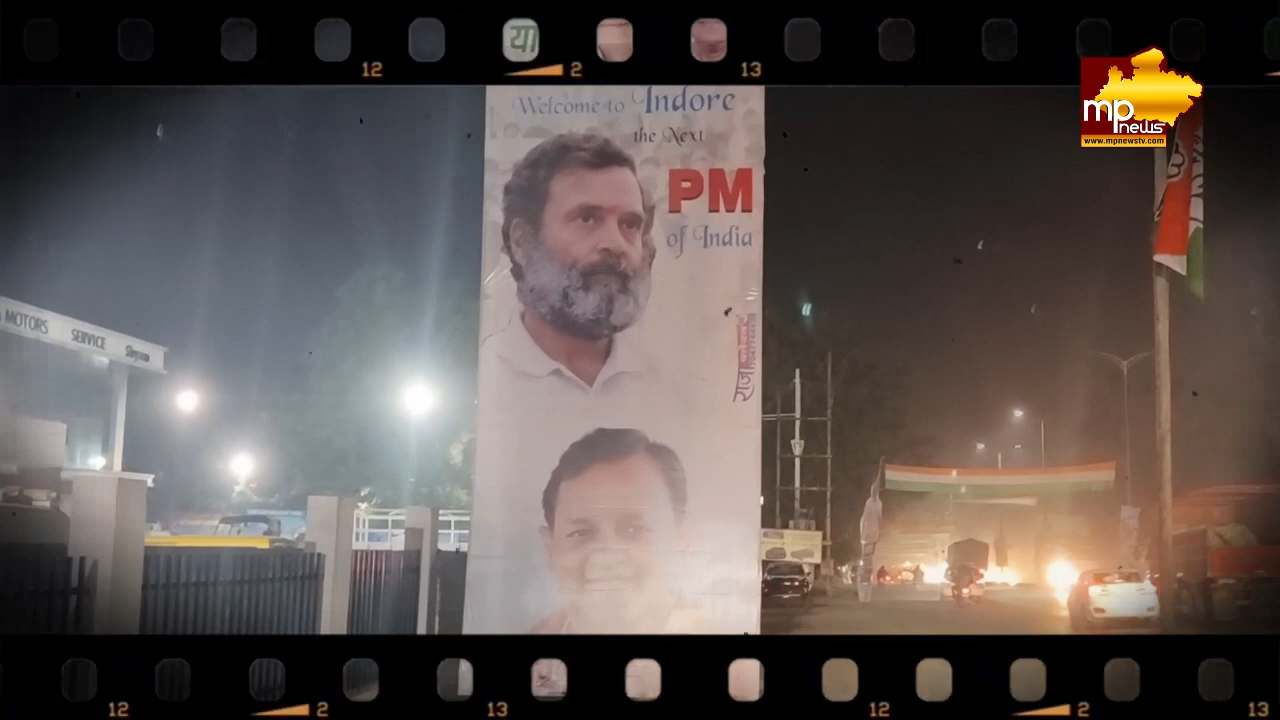 या
12
2
13
Welcome to Indore
the Next
PM
of India
mp
news
www.mpnewstv.com
MOTORS SERVICE
राजा
12
2
13
12
2
13